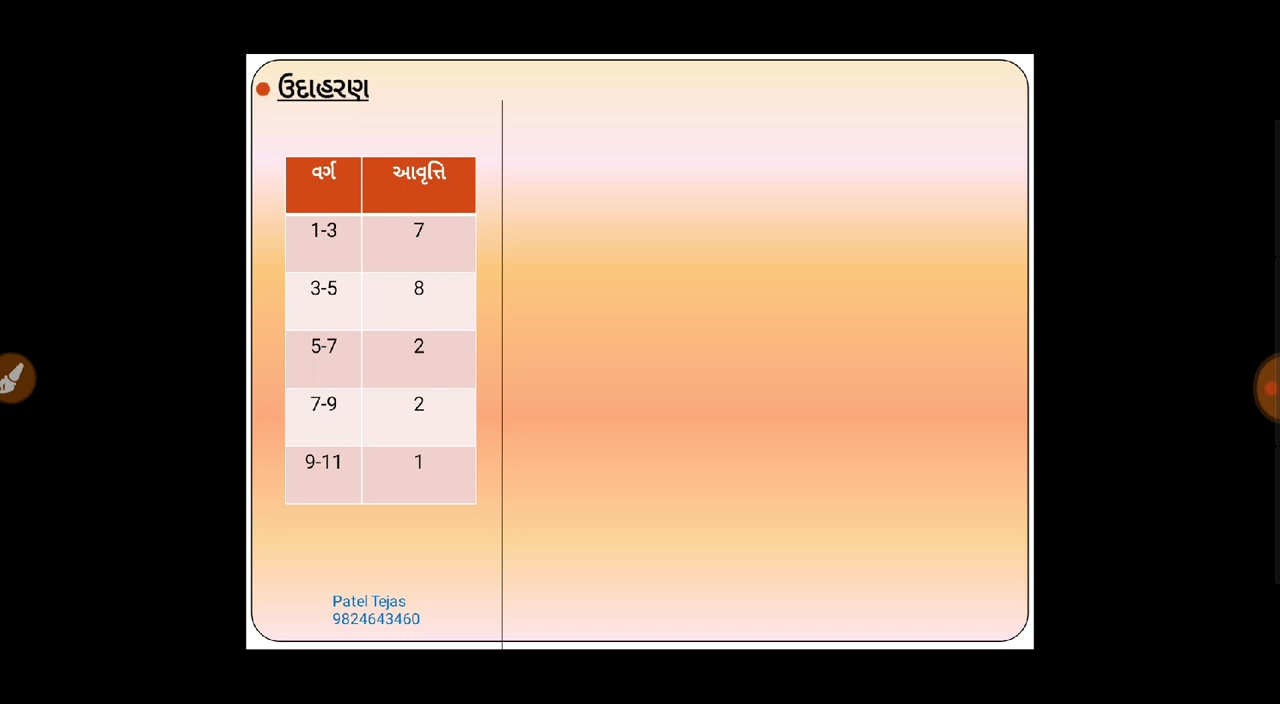 ઉદાહરણ
વર્ગ આવૃત્તિ
1-3 7
3-5 8
5-7 2
7-9 2
9-11 1
Patel Tejas
9824643460